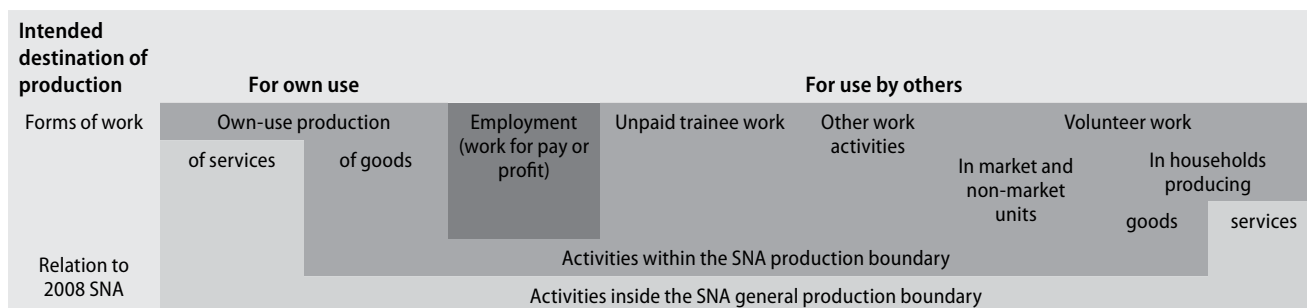 Intended
destination of
production
For own use
For use by others
Forms of work
Own-use production
of services
of goods
Employment
(work for pay or
profit)
Unpaid trainee work
Other work
activities
Volunteer work
In market and
non-market
units
In households
producing
goods
services
Relation to
2008 SNA
Activities within the SNA production boundary
Activities inside the SNA general production boundary